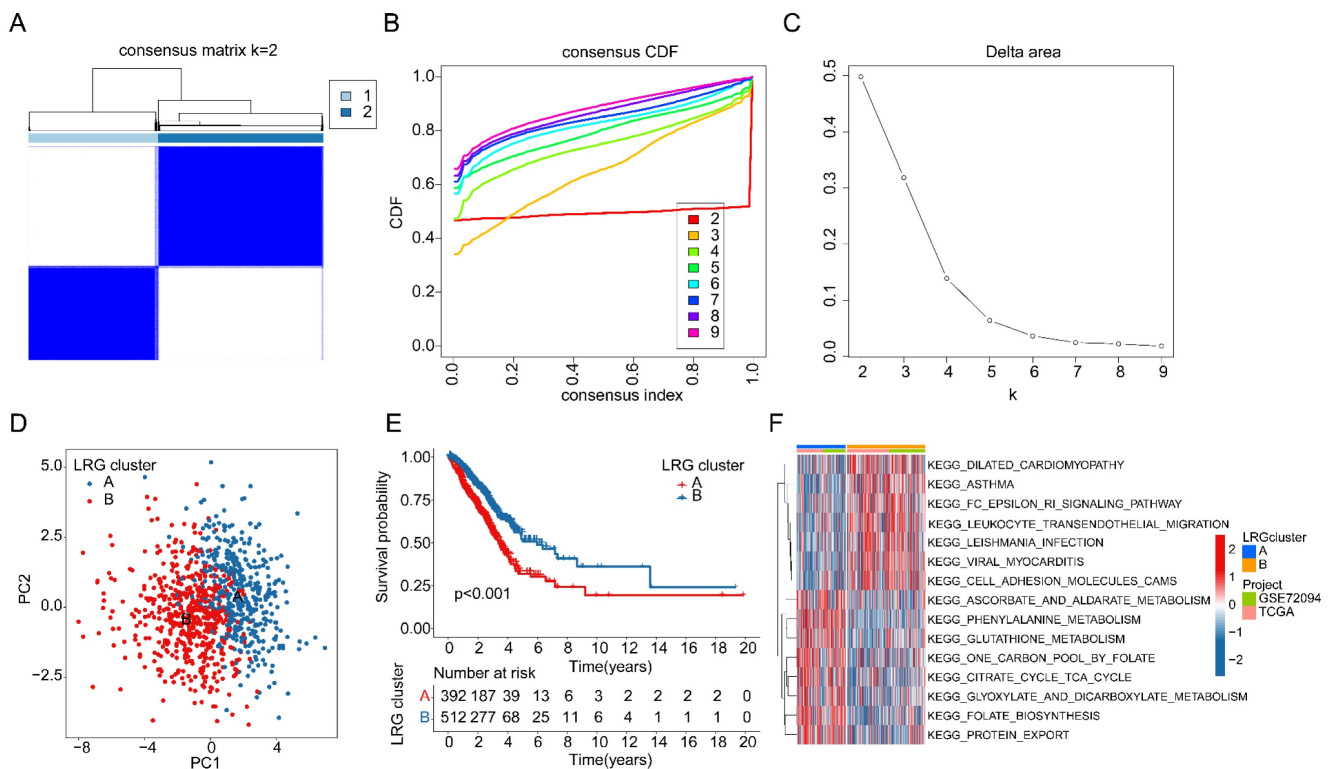 A
consensus matrix k=2
1
2
B
consensus CDF
CDF
1.0
0.8
0.6
0.4
0.2
0.0
2
3
4
5
6
7
8
9
0.0
0.2
0.4
0.6
0.8
1.0
consensus index
C
Delta area
0.5
0.4
0.3
0.2
0.1
0.0
2 3 4 5 6 7 8 9
k
D
LRG cluster
A
B
PC2
5.0
2.5
0.0
−2.5
A
B
−8 −4 0 4
PC1
E
Survival probability
1.00
0.75
0.50
0.25
0.00
LRG cluster
A
B
p<0.001
0 2 4 6 8 10 12 14 16 18 20
Time(years)
LRG cluster
Number at risk
A 392 187 39 13 6 3 2 2 2 2 0
B 512 277 68 25 11 6 4 1 1 1 0
0 2 4 6 8 10 12 14 16 18 20
Time(years)
F
KEGG_DILATED_CARDIOMYOPATHY
KEGG_ASTHMA
KEGG_FC_EPSILON_RI_SIGNALING_PATHWAY
KEGG_LEUKOCYTE_TRANSENDOTHELIAL_MIGRATION
KEGG_LEISHMANIA_INFECTION
KEGG_VIRAL_MYOCARDITIS
KEGG_CELL_ADHESION_MOLECULES_CAMS
KEGG_ASCORBATE_AND_ALDARATE_METABOLISM
KEGG_PHENYLALANINE_METABOLISM
KEGG_GLUTATHIONE_METABOLISM
KEGG_ONE_CARBON_POOL_BY_FOLATE
KEGG_CITRATE_CYCLE_TCA_CYCLE
KEGG_GLYOXYLATE_AND_DICARBOXYLATE_METABOLISM
KEGG_FOLATE_BIOSYNTHESIS
KEGG_PROTEIN_EXPORT
2
1
0
−1
−2
LRGcluster
A
B
Project
GSE72094
TCGA